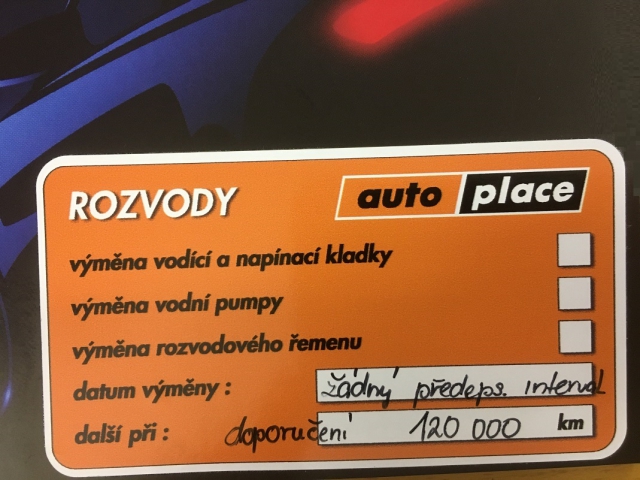 ROZVODY auto place
výměna vodící a napínací kladky
výměna vodní pumpy
výměna rozvodového řemenu
datum výměny : žádný předeps. interval
další při : doporučení 120 000 km